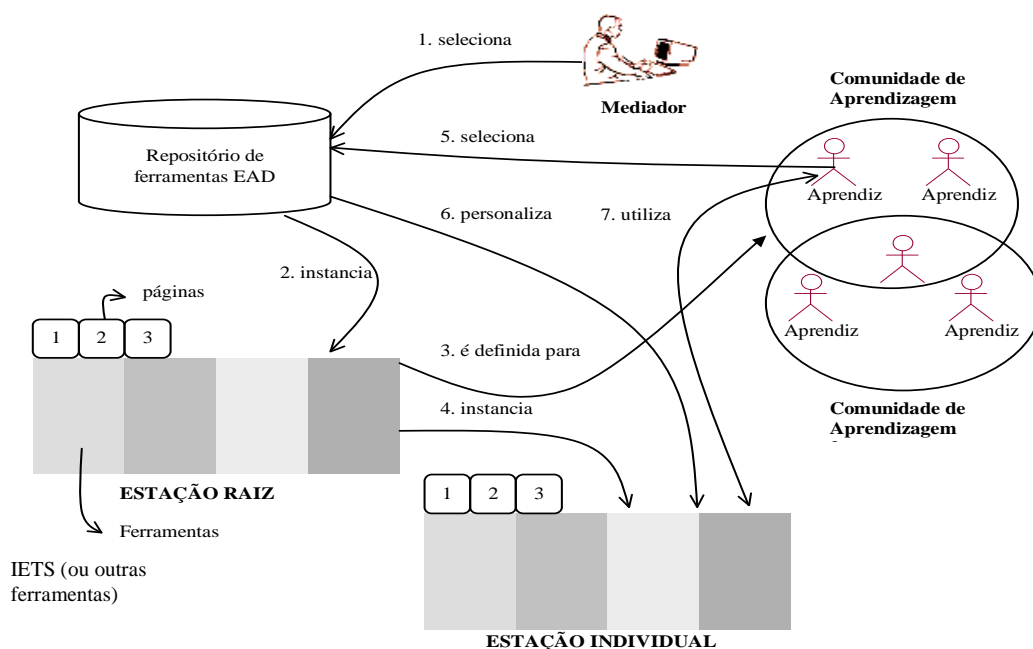 1. seleciona
Mediador
Comunidade de
Aprendizagem
5. seleciona
Repositório de
ferramentas EAD
Aprendiz
Aprendiz
6. personaliza
7. utiliza
2. instancia
páginas
1
2
3
3. é definida para
Aprendiz
Aprendiz
4. instancia
Comunidade de
Aprendizagem
ESTAÇÃO RAIZ
1
2
3
Ferramentas
IETS (ou outras
ferramentas)
ESTAÇÃO INDIVIDUAL